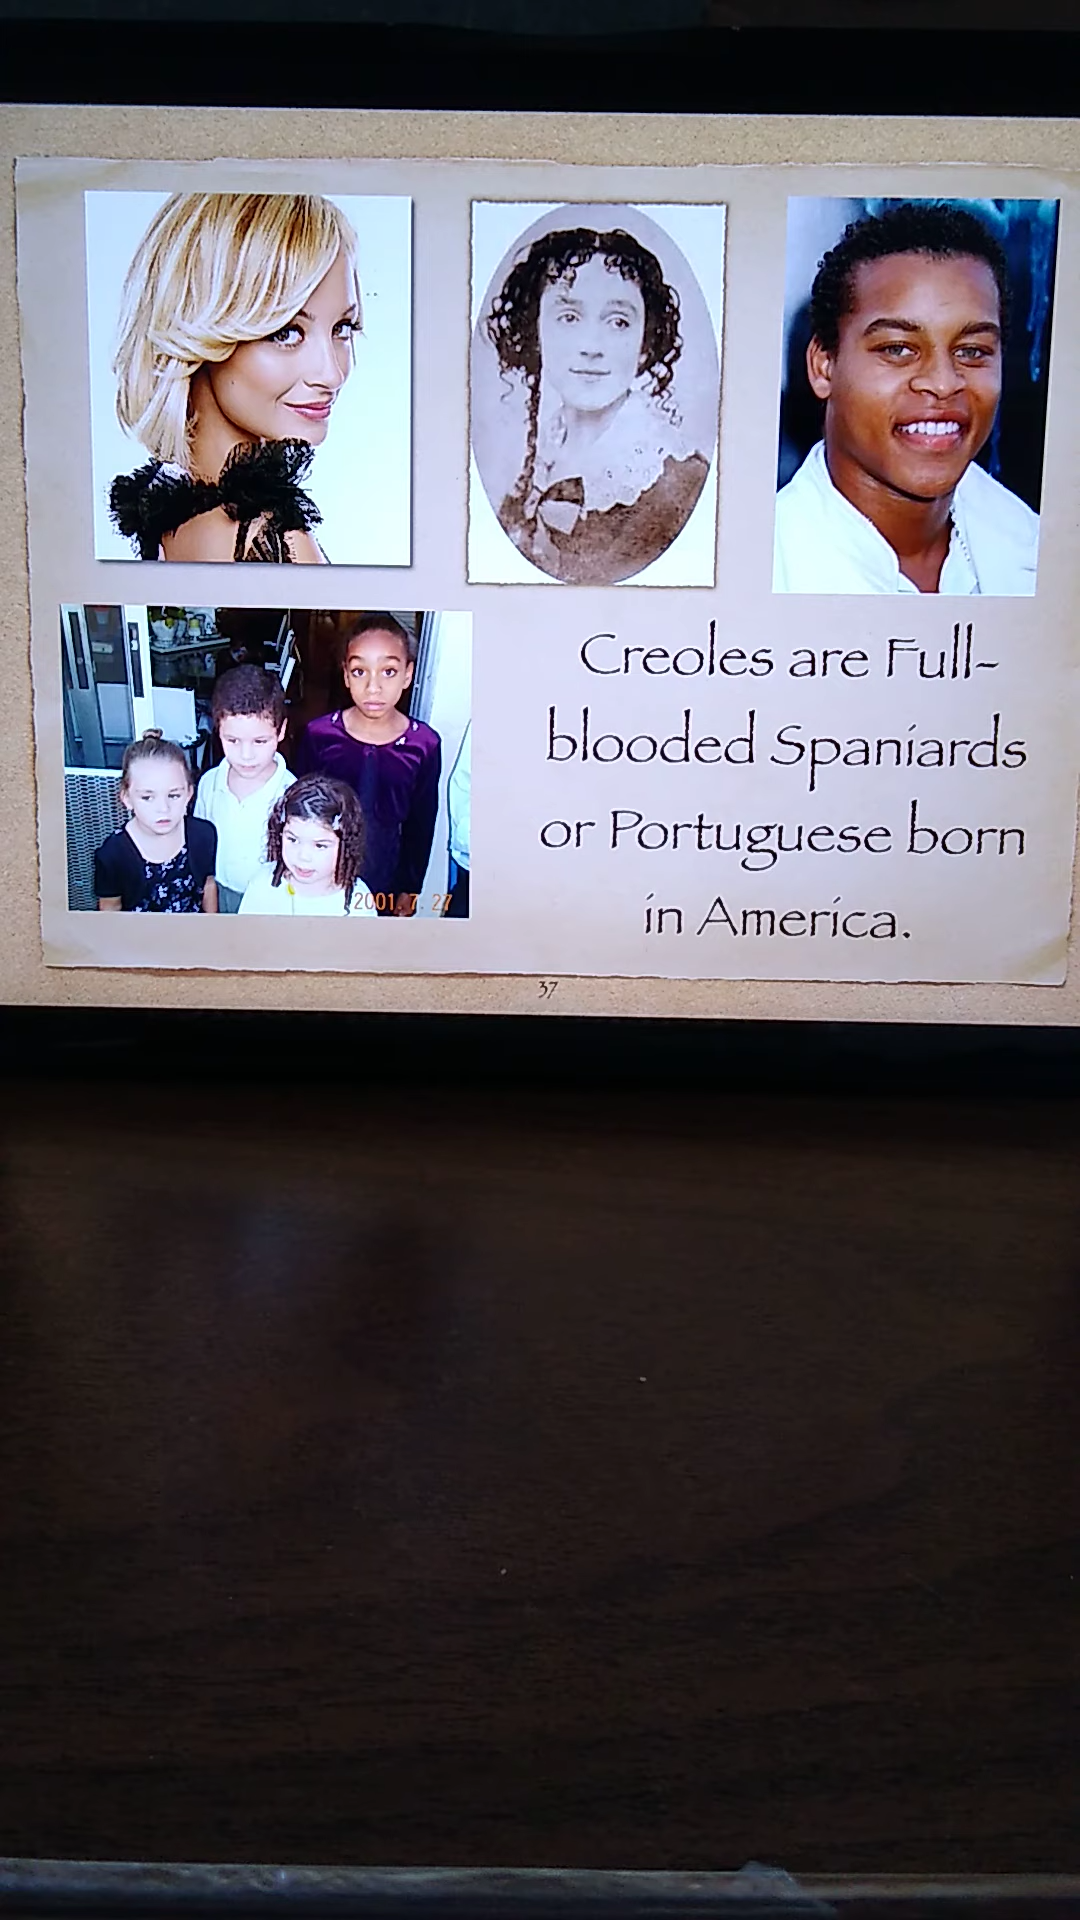 Creoles are Full-
blooded Spaniards
or Portuguese born
in America.
2001. 7. 27
37